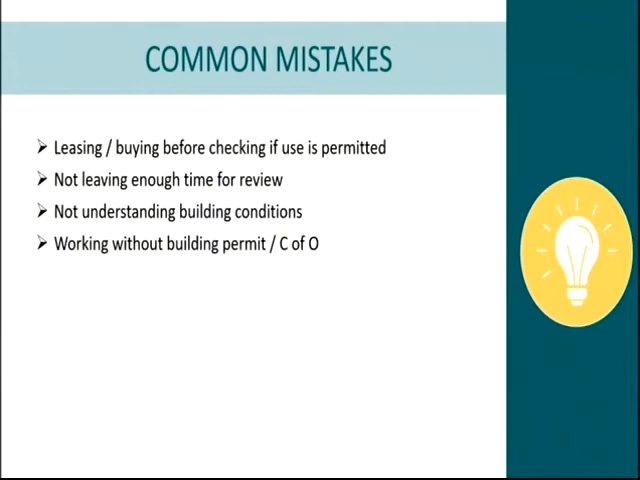 COMMON MISTAKES
Leasing / buying before checking if use is permitted
Not leaving enough time for review
Not understanding building conditions
Working without building permit / C of O